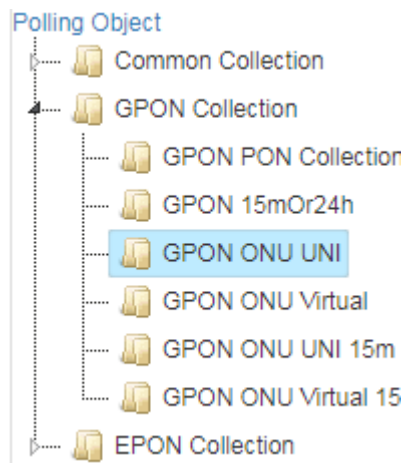 Polling Object
Common Collection
GPON Collection
GPON PON Collection
GPON 15mOr24h
GPON ONU UNI
GPON ONU Virtual
GPON ONU UNI 15m
GPON ONU Virtual 15
EPON Collection